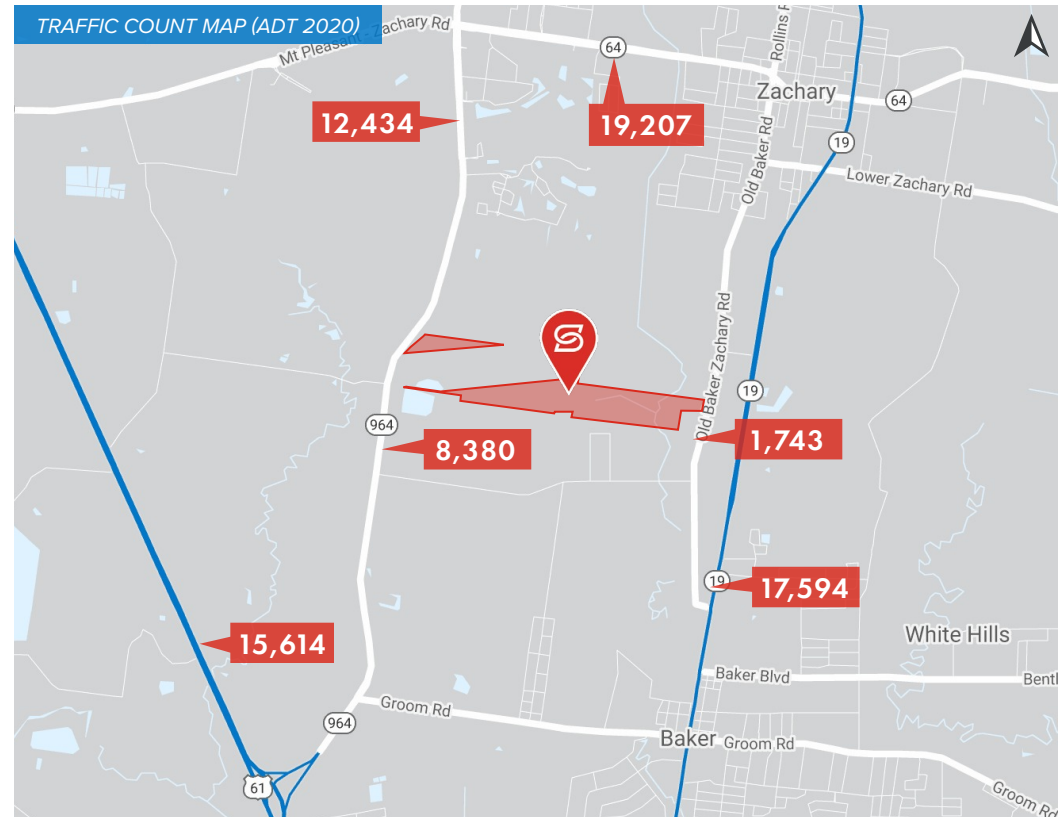 TRAFFIC COUNT MAP (ADT 2020)
Mt Pleasant - Zachary Rd
64
Rollins
Zachary
64
12,434
19,207
19
Old Baker Rd
Lower Zachary Rd
Old Baker Zachary Rd
19
964
8,380
1,743
19
17,594
15,614
White Hills
Baker Blvd
Groom Rd
964
Baker
Groom Rd
61
Groom Rd